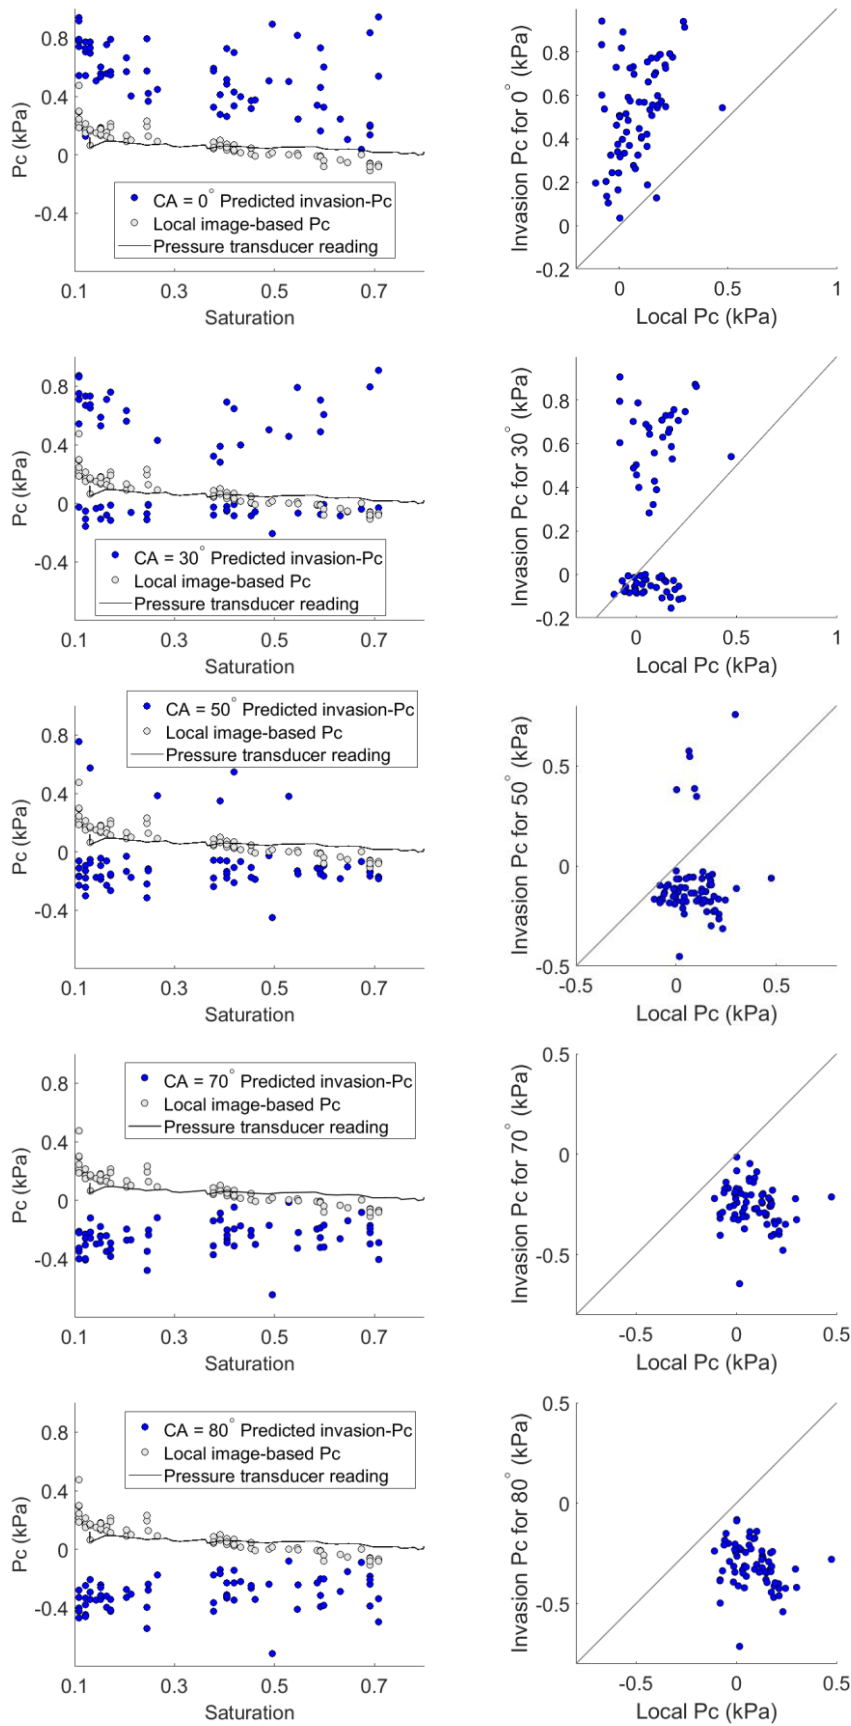 0.8
0.4
0
-0.4
Pc (kPa)
CA = 0° Predicted invasion-Pc
Local image-based Pc
Pressure transducer reading
0.1 0.3 0.5 0.7
Saturation
1
0.8
0.6
0.4
0.2
0
-0.2
Invasion Pc for 0° (kPa)
0 0.5 1
Local Pc (kPa)
0.8
0.4
0
-0.4
Pc (kPa)
CA = 30° Predicted invasion-Pc
Local image-based Pc
Pressure transducer reading
0.1 0.3 0.5 0.7
Saturation
1
0.8
0.6
0.4
0.2
0
-0.2
Invasion Pc for 30° (kPa)
0 0.5 1
Local Pc (kPa)
CA = 50° Predicted invasion-Pc
Local image-based Pc
Pressure transducer reading
0.8
0.4
0
-0.4
Pc (kPa)
0.1 0.3 0.5 0.7
Saturation
0.5
0
-0.5
Invasion Pc for 50° (kPa)
-0.5 0 0.5
Local Pc (kPa)
0.8
0.4
0
-0.4
Pc (kPa)
CA = 70° Predicted invasion-Pc
Local image-based Pc
Pressure transducer reading
0.1 0.3 0.5 0.7
Saturation
0.5
0
-0.5
Invasion Pc for 70° (kPa)
-0.5 0 0.5
Local Pc (kPa)
0.8
0.4
0
-0.4
Pc (kPa)
CA = 80° Predicted invasion-Pc
Local image-based Pc
Pressure transducer reading
0.1 0.3 0.5 0.7
Saturation
0.5
0
-0.5
Invasion Pc for 80° (kPa)
-0.5 0 0.5
Local Pc (kPa)